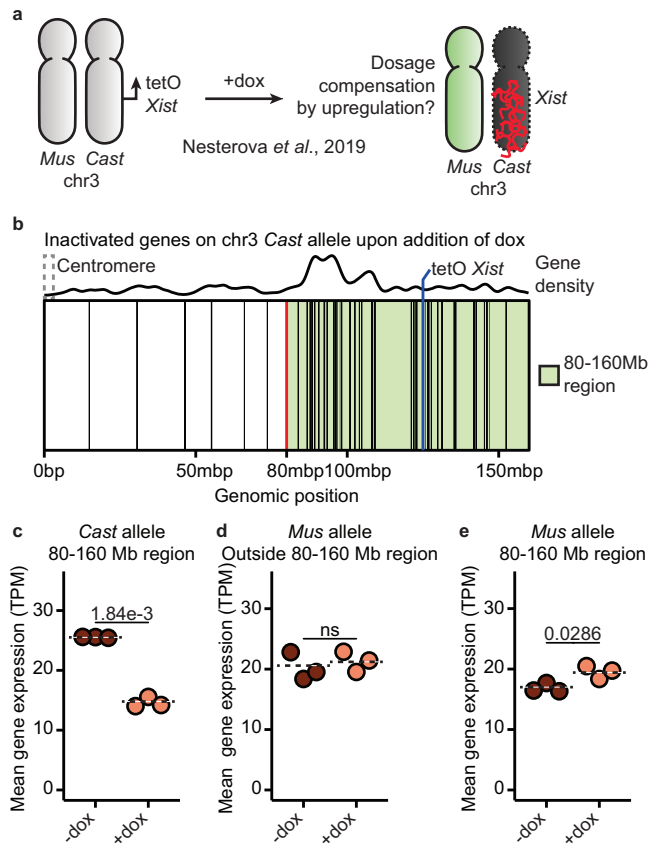 a
tetO
Xist
+dox
Dosage
compensation
by upregulation?
Xist
Mus Cast
chr3
Nesterova et al., 2019
Mus Cast
chr3
b
Inactivated genes on chr3 Cast allele upon addition of dox
Centromere
tetO Xist
Gene
density
80-160Mb
region
0bp 50mbp 80mbp100mbp 150mbp
Genomic position
c
Cast allele
80-160 Mb region
Mean gene expression (TPM)
30
20
10
0
1.84e-3
-dox
+dox
d
Mus allele
Outside 80-160 Mb region
Mean gene expression (TPM)
30
20
10
0
ns
-dox
+dox
e
Mus allele
80-160 Mb region
Mean gene expression (TPM)
30
20
10
0
0.0286
-dox
+dox